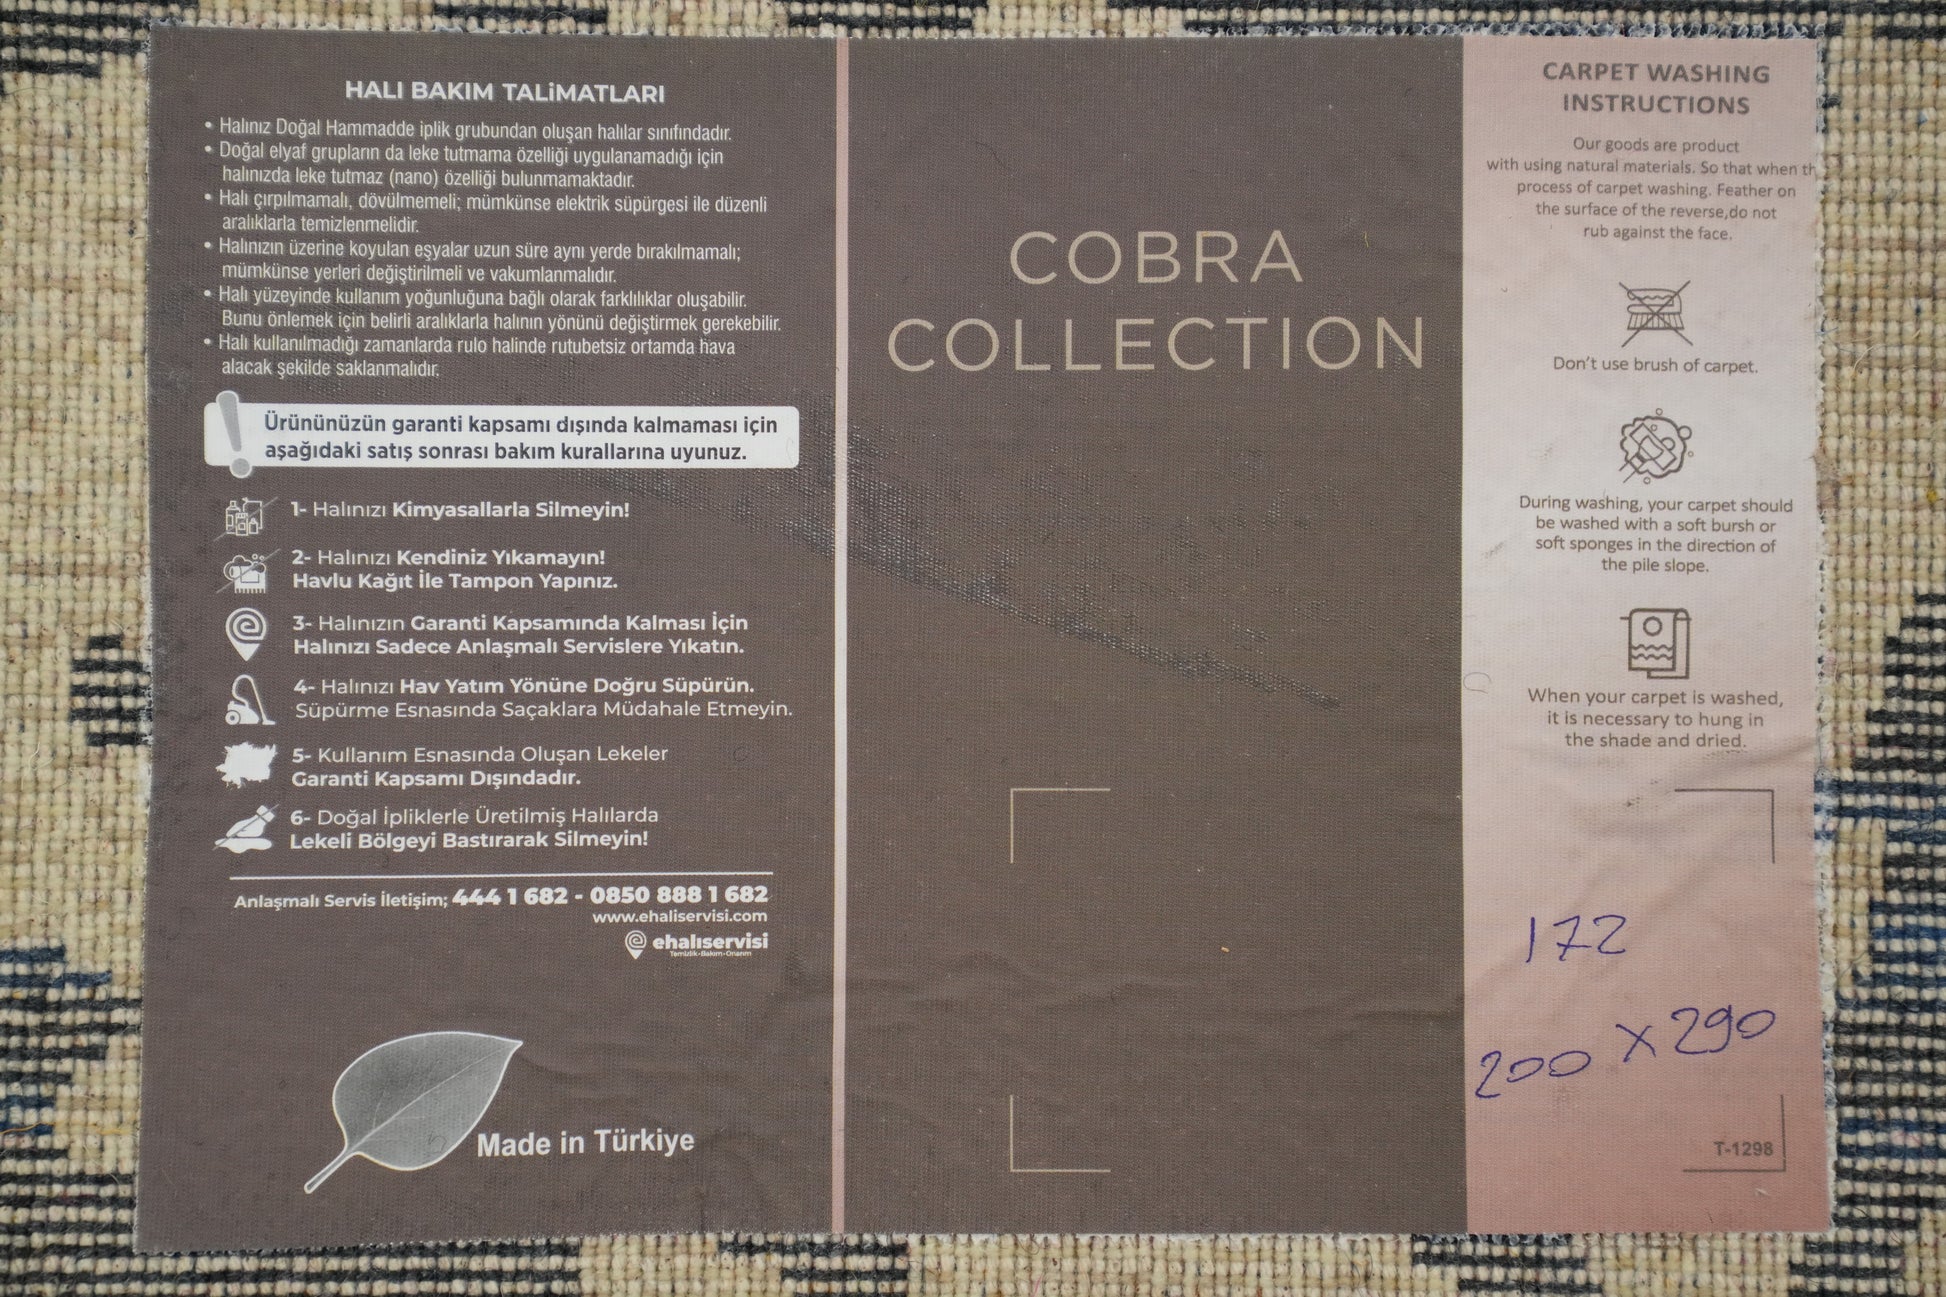 HALI BAKIM TALiMATLARI
• Halınız Doğal Hammadde iplik grubundan oluşan halılar sınıfındadır.
• Doğal elyaf grupların da leke tutmama özelliği uygulanamadığı için
halınızda leke tutmaz (nano) özelliği bulunmamaktadır.
• Halı çırpılmamalı, dövülmemeli; mümkünse elektrik süpürgesi ile düzenli
aralıklarla temizlenmelidir.
• Halınızın üzerine koyulan eşyalar uzun süre aynı yerde bırakılmamalı;
mümkünse yerleri değiştirilmeli ve vakumlanmalıdır.
• Halı yüzeyinde kullanım yoğunluğuna bağlı olarak farklılıklar oluşabilir.
Bunu önlemek için belirli aralıklarla halının yönünü değiştirmek gerekebilir.
• Halı kullanılmadığı zamanlarda rulo halinde rutubetsiz ortamda hava
alacak şekilde saklanmalıdır.
Ürününüzün garanti kapsamı dışında kalmaması için
aşağıdaki satış sonrası bakım kurallarına uyunuz.
1- Halınızı Kimyasallarla Silmeyin!
2- Halınızı Kendiniz Yıkamayın!
Havlu Kağıt İle Tampon Yapınız.
3- Halınızın Garanti Kapsamında Kalması İçin
Halınızı Sadece Anlaşmalı Servislere Yıkatın.
4- Halınızı Hav Yatım Yönüne Doğru Süpürün.
Süpürme Esnasında Saçaklara Müdahale Etmeyin.
5- Kullanım Esnasında Oluşan Lekeler
Garanti Kapsamı Dışındadır.
6- Doğal İpliklerle Üretilmiş Halılarda
Lekeli Bölgeyi Bastırarak Silmeyin!
Anlaşmalı Servis İletişim; 444 1 682 - 0850 888 1 682
www.ehaliservisi.com
ehalıservisi
Temizlik-Bakım-Onarım
Made in Türkiye
COBRA
COLLECTION
CARPET WASHING
INSTRUCTIONS
Our goods are product
with using natural materials. So that when th
process of carpet washing. Feather on
the surface of the reverse,do not
rub against the face.
Don't use brush of carpet.
During washing, your carpet should
be washed with a soft bursh or
soft sponges in the direction of
the pile slope.
When your carpet is washed,
it is necessary to hung in
the shade and dried.
172
200 x 290
T-1298